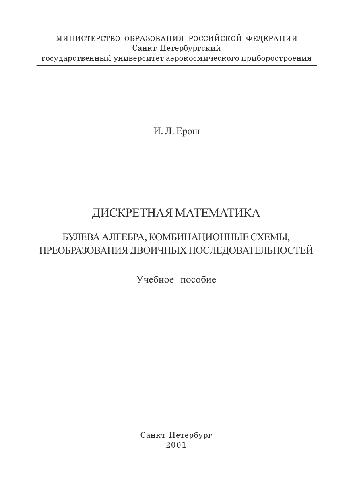 МИНИСТЕРСТВО ОБРАЗОВАНИЯ РОССИЙСКОЙ ФЕДЕРАЦИИ
Санкт Петербургский
государственный университет аэрокосмического приборостроения
И. Л. Ерош
ДИСКРЕТНАЯ МАТЕМАТИКА
БУЛЕВА АЛГЕБРА, КОМБИНАЦИОННЫЕ СХЕМЫ,
ПРЕОБРАЗОВАНИЯ ДВОИЧНЫХ ПОСЛЕДОВАТЕЛЬНОСТЕЙ
Учебное пособие
Санкт Петербург
2001